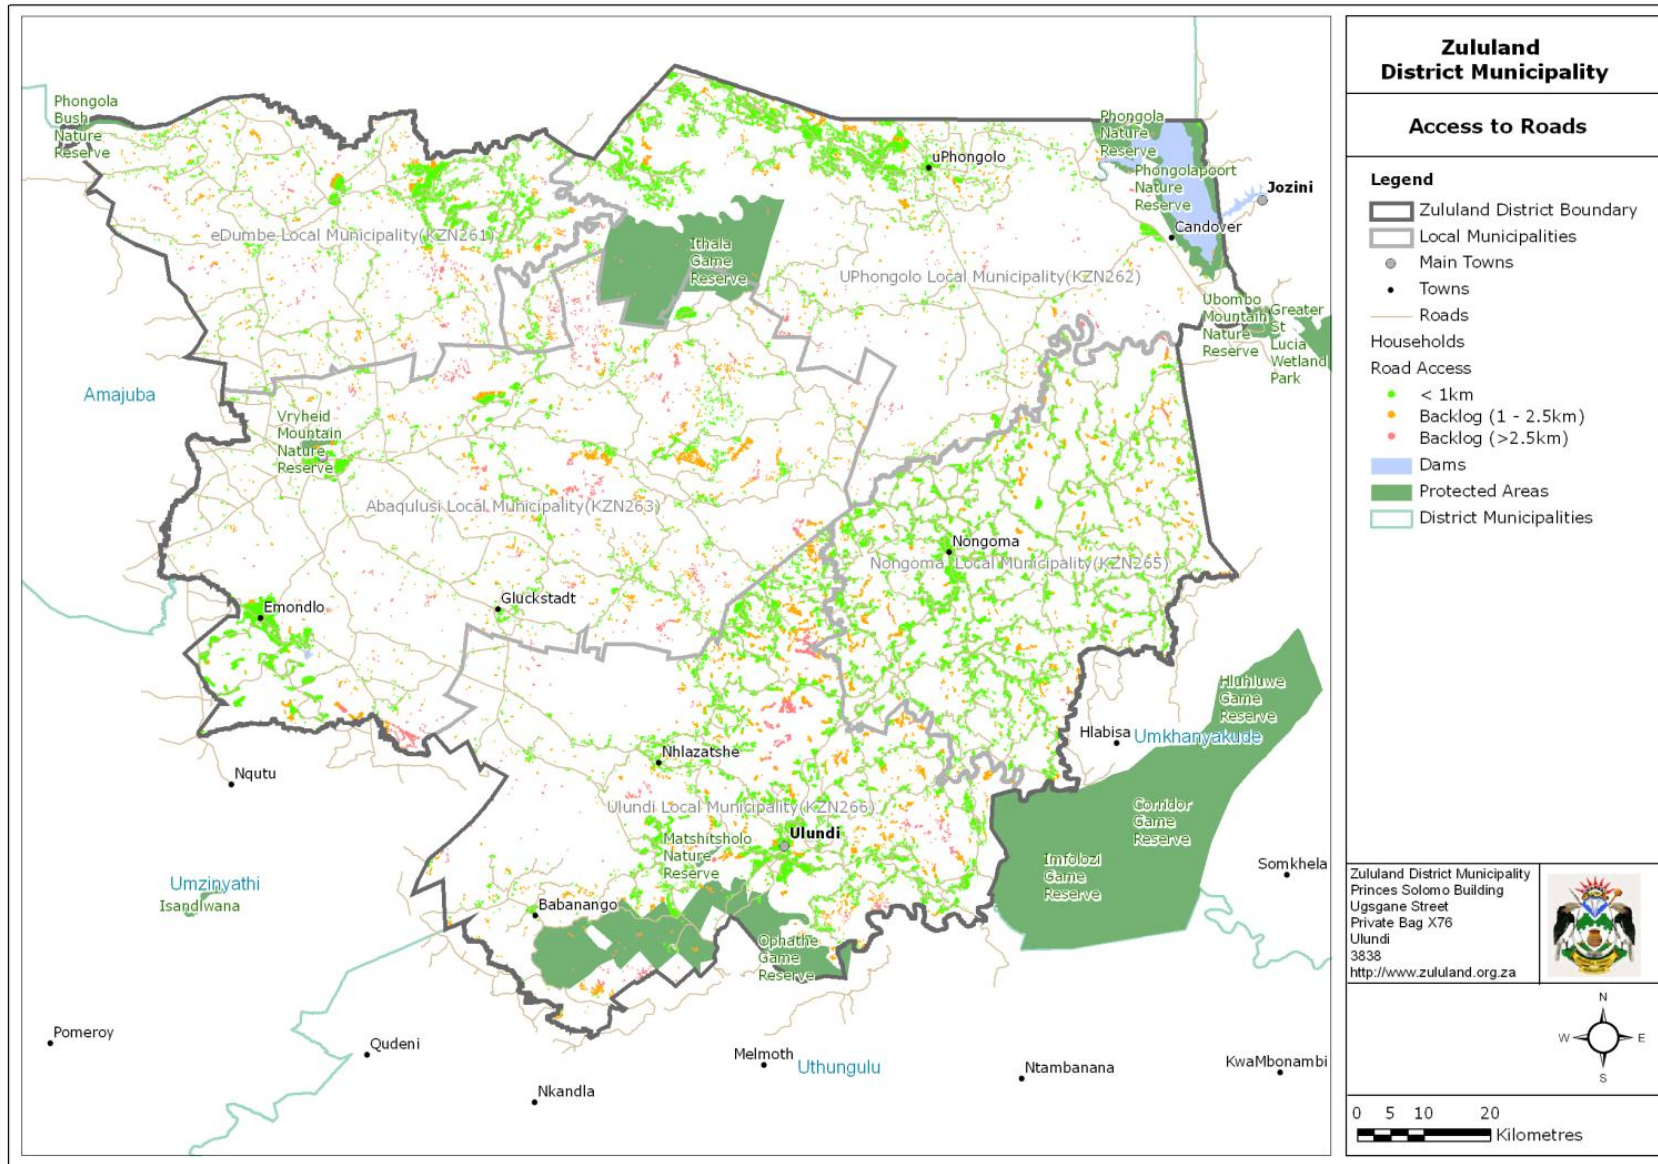 Zululand
District Municipality
Access to Roads
Legend
Zululand District Boundary
Local Municipalities
Main Towns
Towns
Roads
Households
Road Access
< 1km
Backlog (1 - 2.5km)
Backlog (>2.5km)
Dams
Protected Areas
District Municipalities
Zululand District Municipality
Princes Solomo Building
Ugsgane Street
Private Bag X76
Ulundi
3838
http://www.zululand.org.za
N
W
E
S
0 5 10 20
Kilometres
Phongola
Bush
Nature
Reserve
Phongola
Nature
Reserve
uPhongolo
Phongolapoort
Nature
Reserve
Jozini
Candover
eDumbe Local Municipality(KZN261)
Ithala
Game
Reserve
UPhongolo Local Municipality(KZN262)
Ubombo
Mountain
Nature
Reserve
Greater
St
Lucia
Wetland
Park
Amajuba
Vryheid
Mountain
Nature
Reserve
Abaqulusi Local Municipality(KZN263)
Nongoma
Nongoma Local Municipality(KZN265)
Emondlo
Gluckstadt
Hluhluwe
Game
Reserve
Hlabisa
Umkhanyakude
Nhlazatshe
Nqutu
Ulundi Local Municipality(KZN266)
Corridor
Game
Reserve
Ulundi
Matshitsholo
Nature
Reserve
Imfolozi
Game
Reserve
Somkhela
Umzinyathi
Isandlwana
Babanango
Ophathe
Game
Reserve
Pomeroy
Qudeni
Melmoth
Uthungulu
Ntambanana
KwaMbonambi
Nkandla